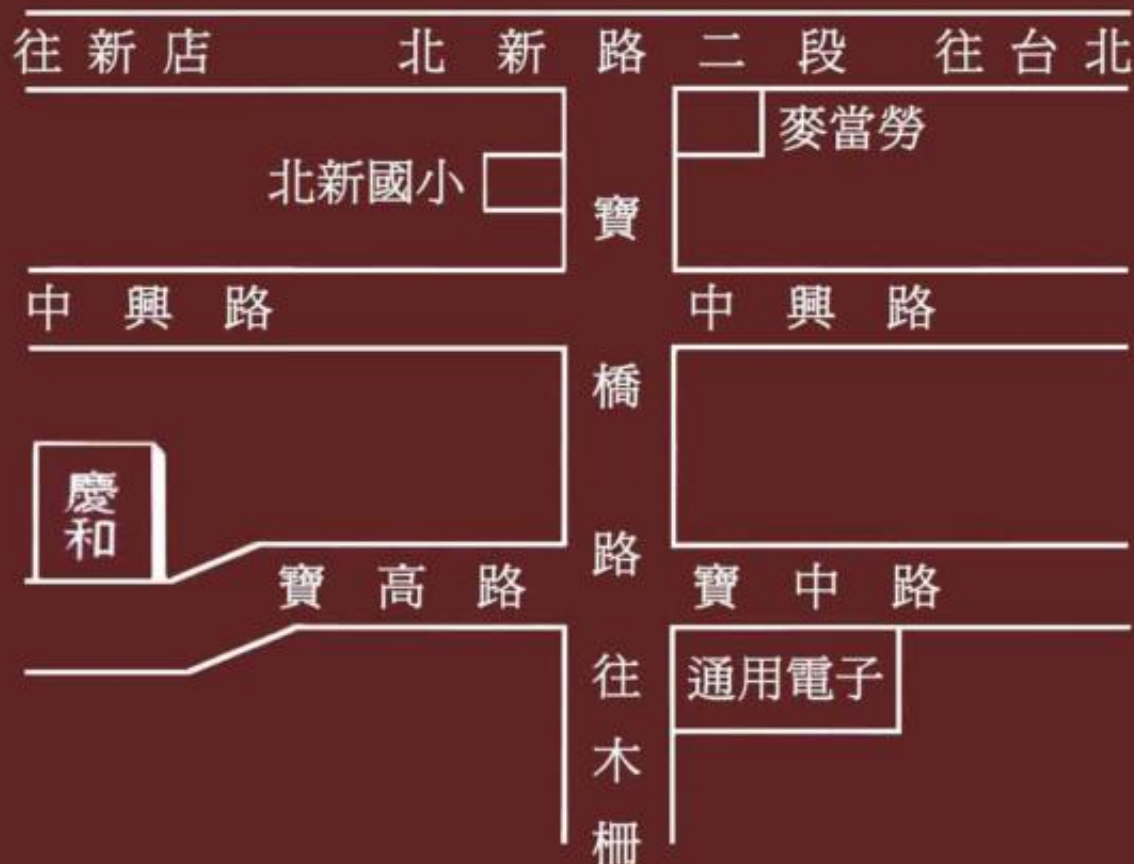 往新店 北新路二段 往台北
麥當勞
北新國小
寶橋路
中興路
中興路
慶和
寶高路
寶中路
往木柵
通用電子